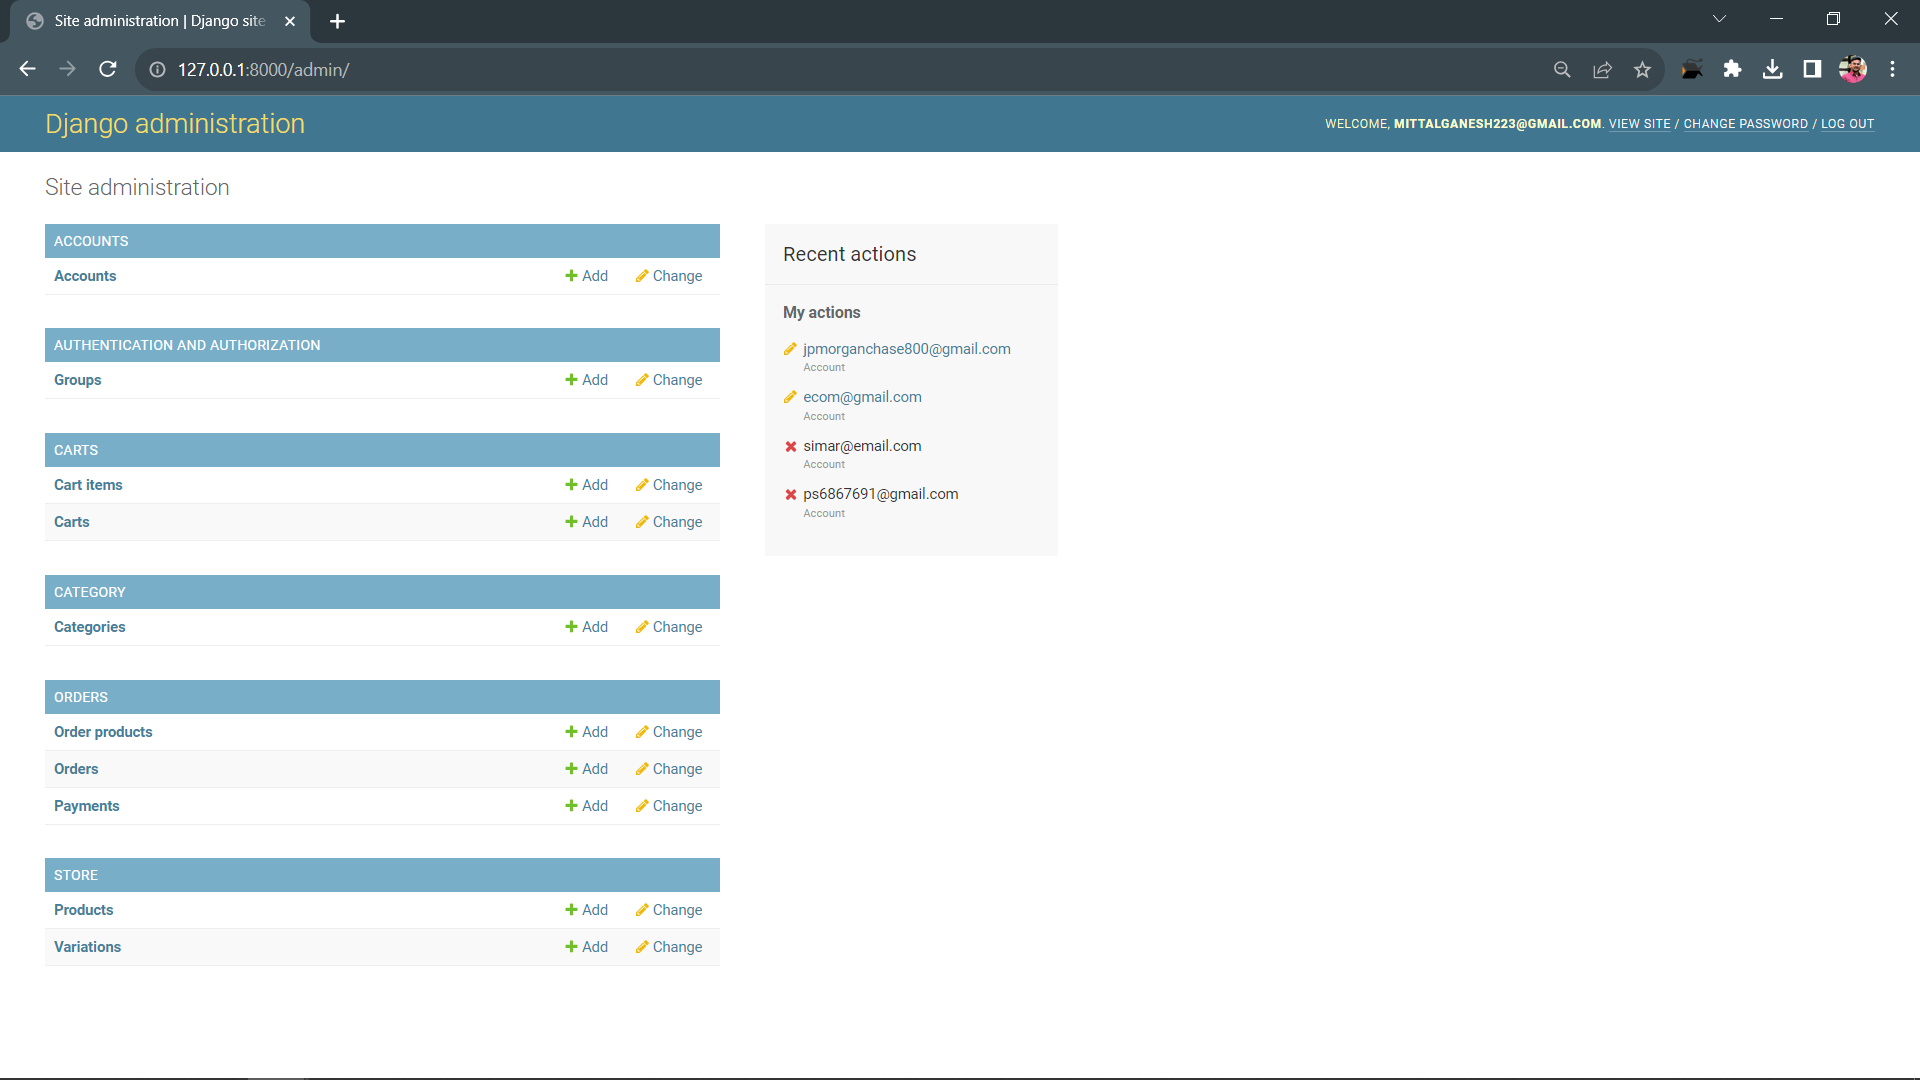 Site administration | Django site
127.0.0.1:8000/admin/
Django administration
WELCOME, MITTALGANESH223@GMAIL.COM. VIEW SITE / CHANGE PASSWORD / LOG OUT
Site administration
ACCOUNTS
Accounts Add Change
AUTHENTICATION AND AUTHORIZATION
Groups Add Change
CARTS
Cart items Add Change
Carts Add Change
CATEGORY
Categories Add Change
ORDERS
Order products Add Change
Orders Add Change
Payments Add Change
STORE
Products Add Change
Variations Add Change
Recent actions
My actions
jpmorganchase800@gmail.com
Account
ecom@gmail.com
Account
simar@email.com
Account
ps6867691@gmail.com
Account